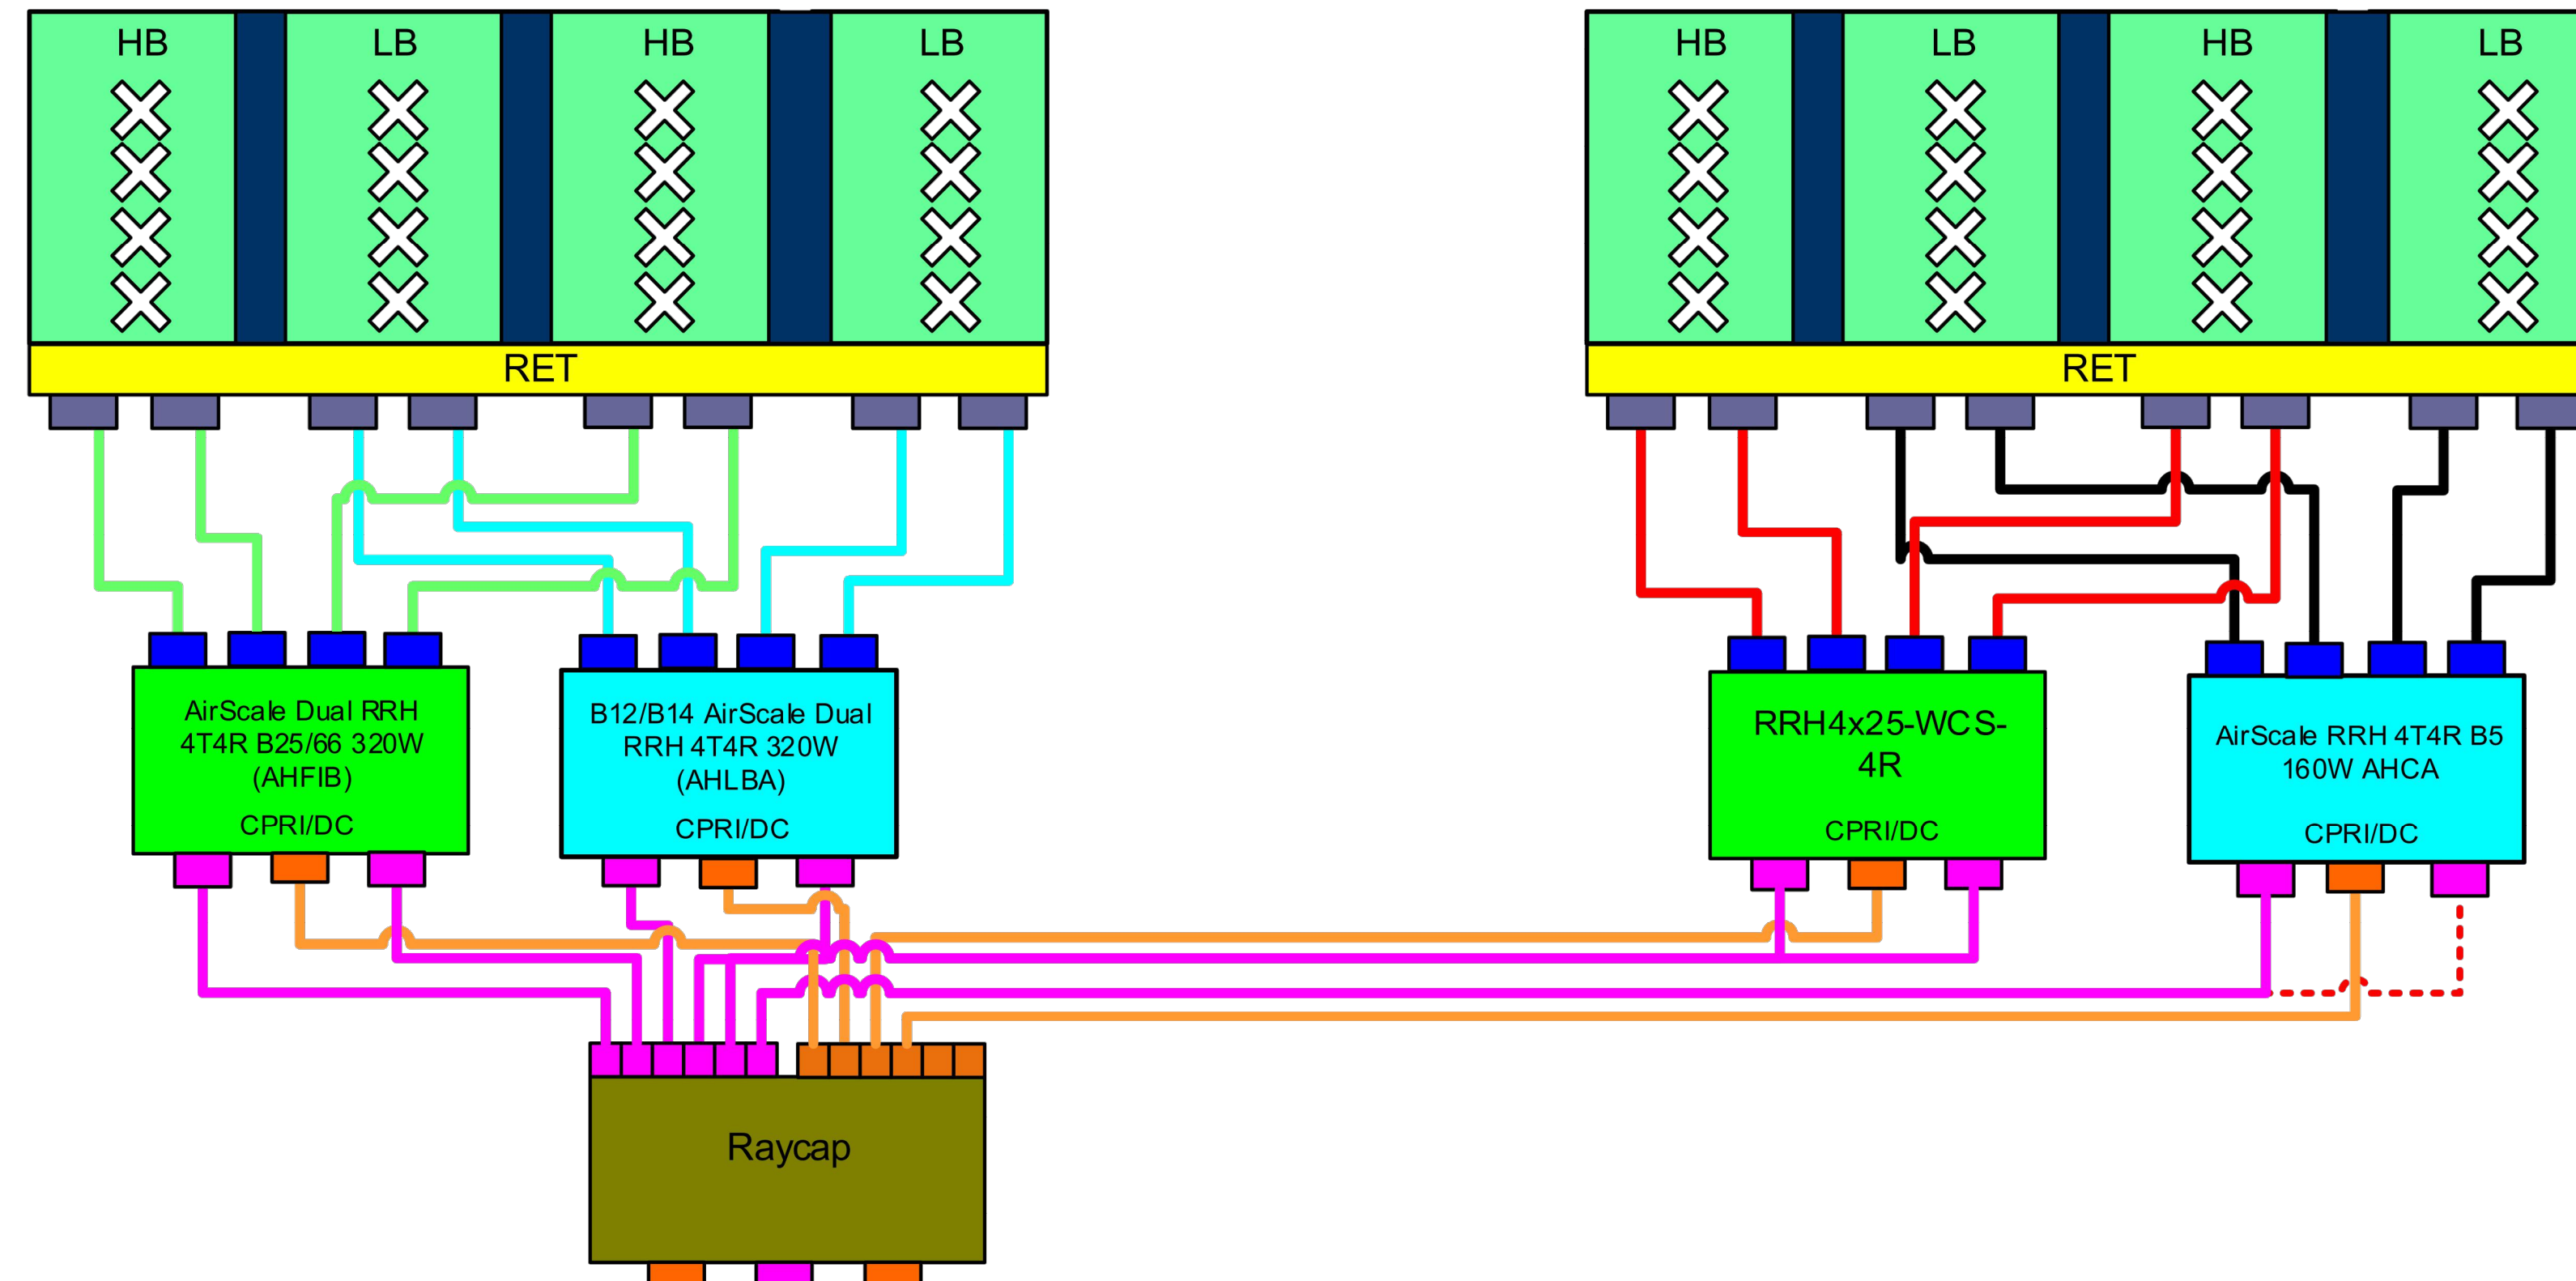 HB LB HB LB
HB LB HB LB
RET
RET
AirScale Dual RRH
4T4R B25/66 320W
(AHFIB)
CPRI/DC
B12/B14 AirScale Dual
RRH 4T4R 320W
(AHLBA)
CPRI/DC
RRH4x25-WCS-
4R
CPRI/DC
AirScale RRH 4T4R B5
160W AHCA
CPRI/DC
Raycap